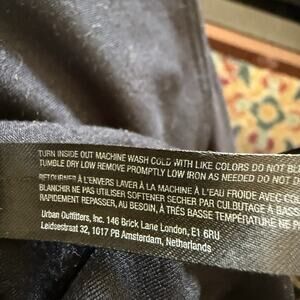 TURN INSIDE OUT MACHINE WASH COLD WITH LIKE COLORS DO NOT BL
TUMBLE DRY LOW REMOVE PROMPTLY LOW IRON AS NEEDED DO NOT D
RETOURNER À L'ENVERS LAVER À LA MACHINE À L'EAU FROIDE AVEC COU
BLANCHIR NE PAS UTILISER SOFTENER SECHER PAR CULBUTAGE À BASS
RAPIDEMENT REPASSER, AU BESOIN, À TRÈS BASSE TEMPÉRATURE NE P
Urban Outfitters, Inc. 146 Brick Lane London, E1 6RU
Leidsestraat 32, 1017 PB Amsterdam, Netherlands